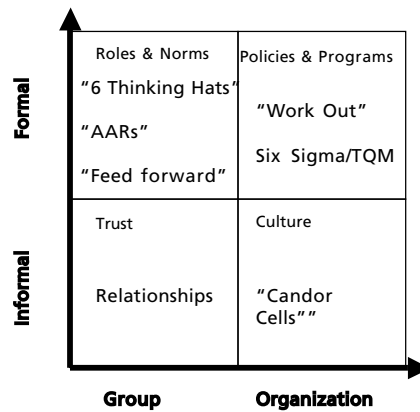 Formal
Roles & Norms
“6 Thinking Hats”
“AARs”
“Feed forward”
Policies & Programs
“Work Out”
Six Sigma/TQM
Informal
Trust
Relationships
Culture
“Candor
Cells””
Group
Organization